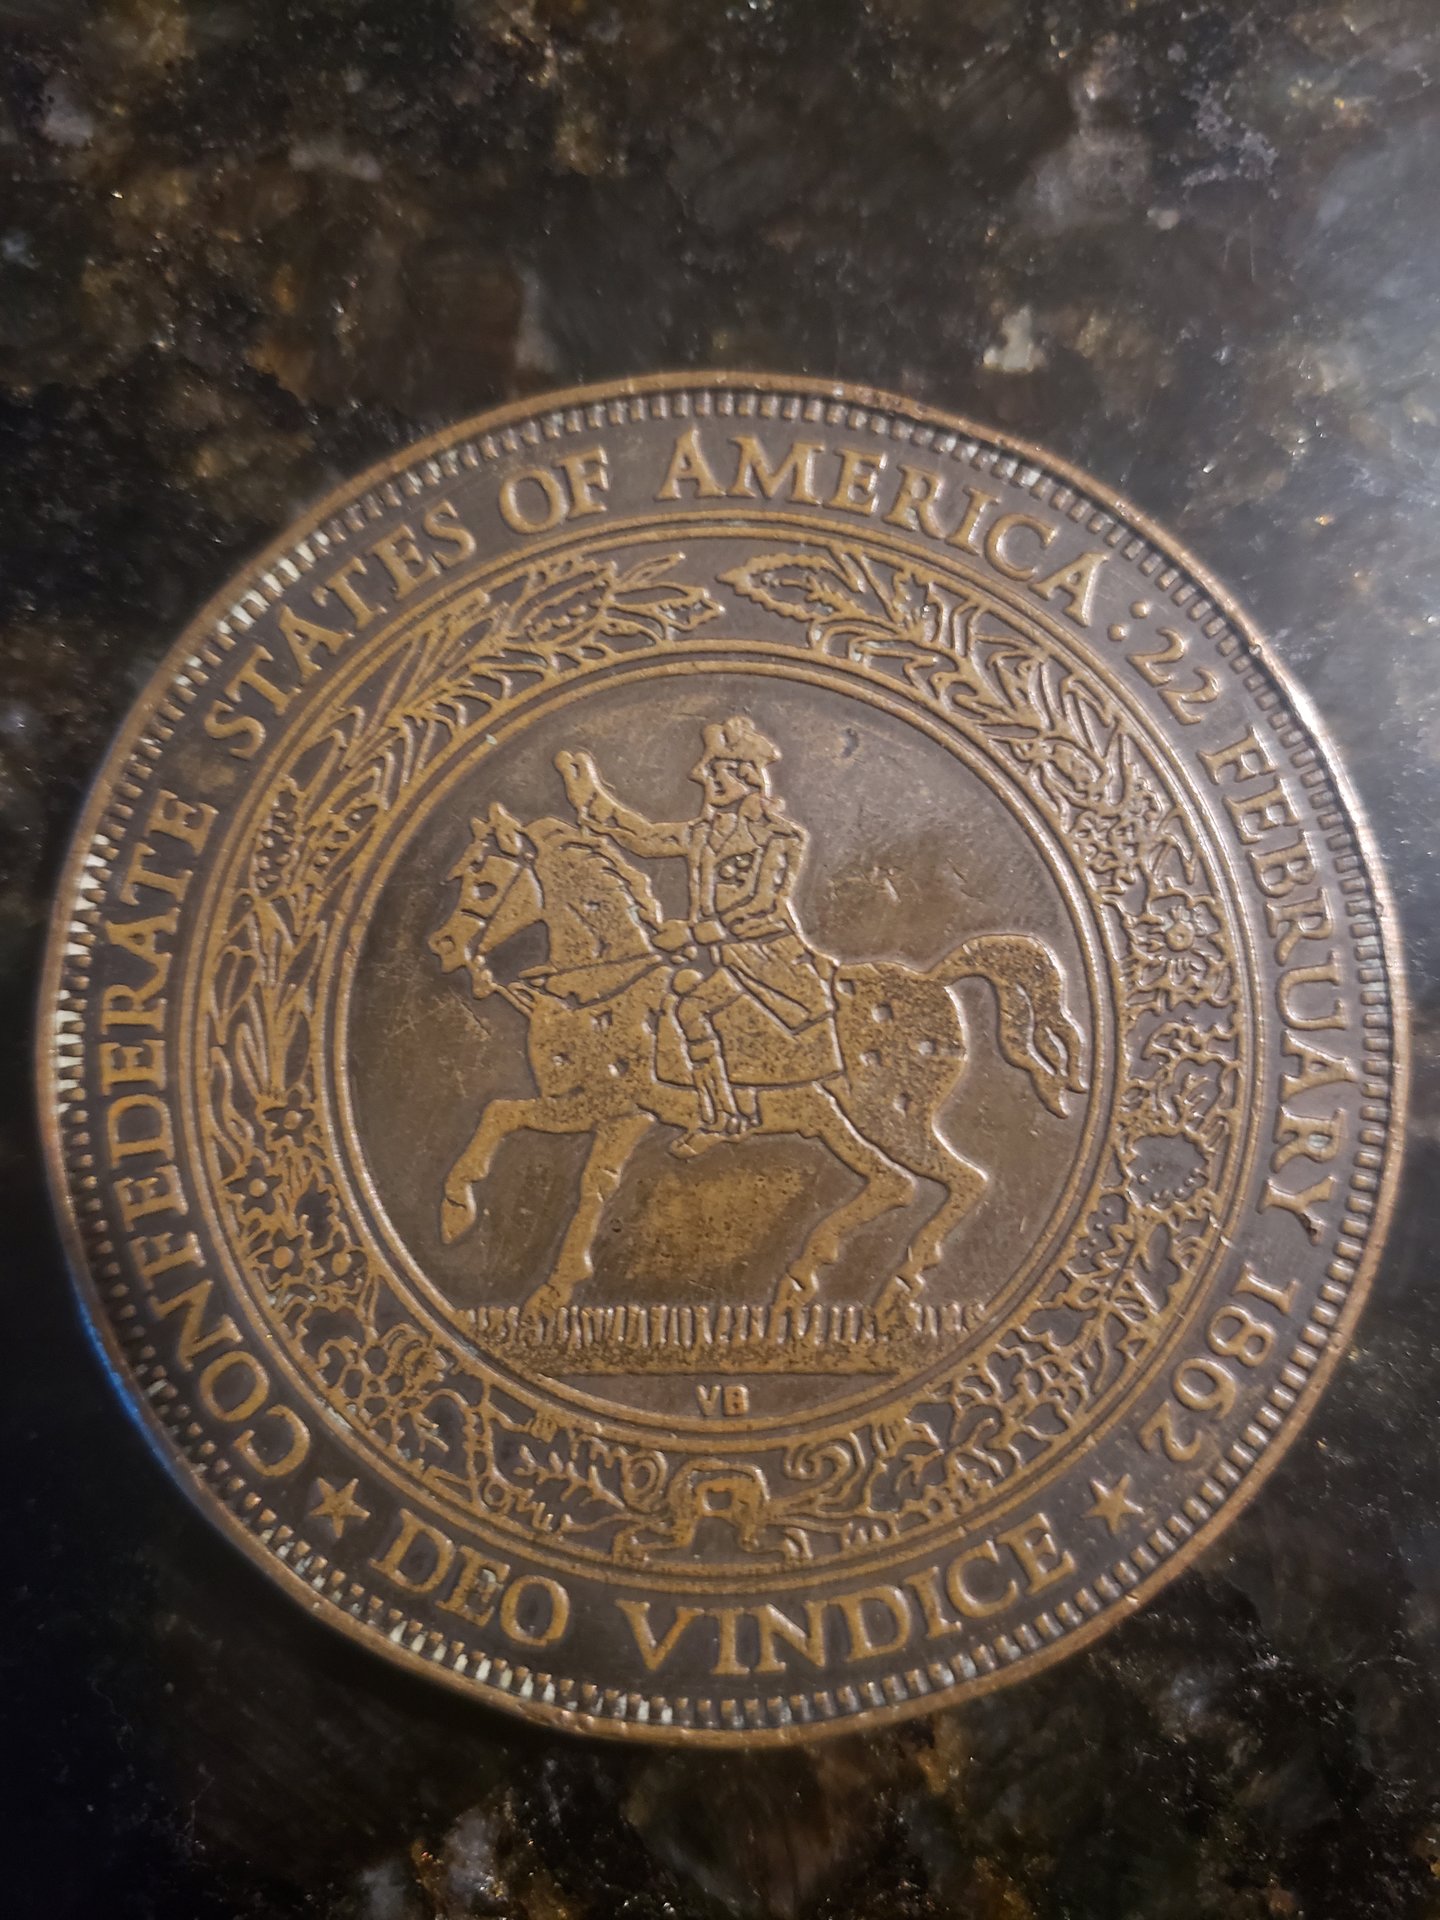 CONFEDERATE STATES OF AMERICA: 22 FEBRUARY 1862
DEO VINDICE
VB